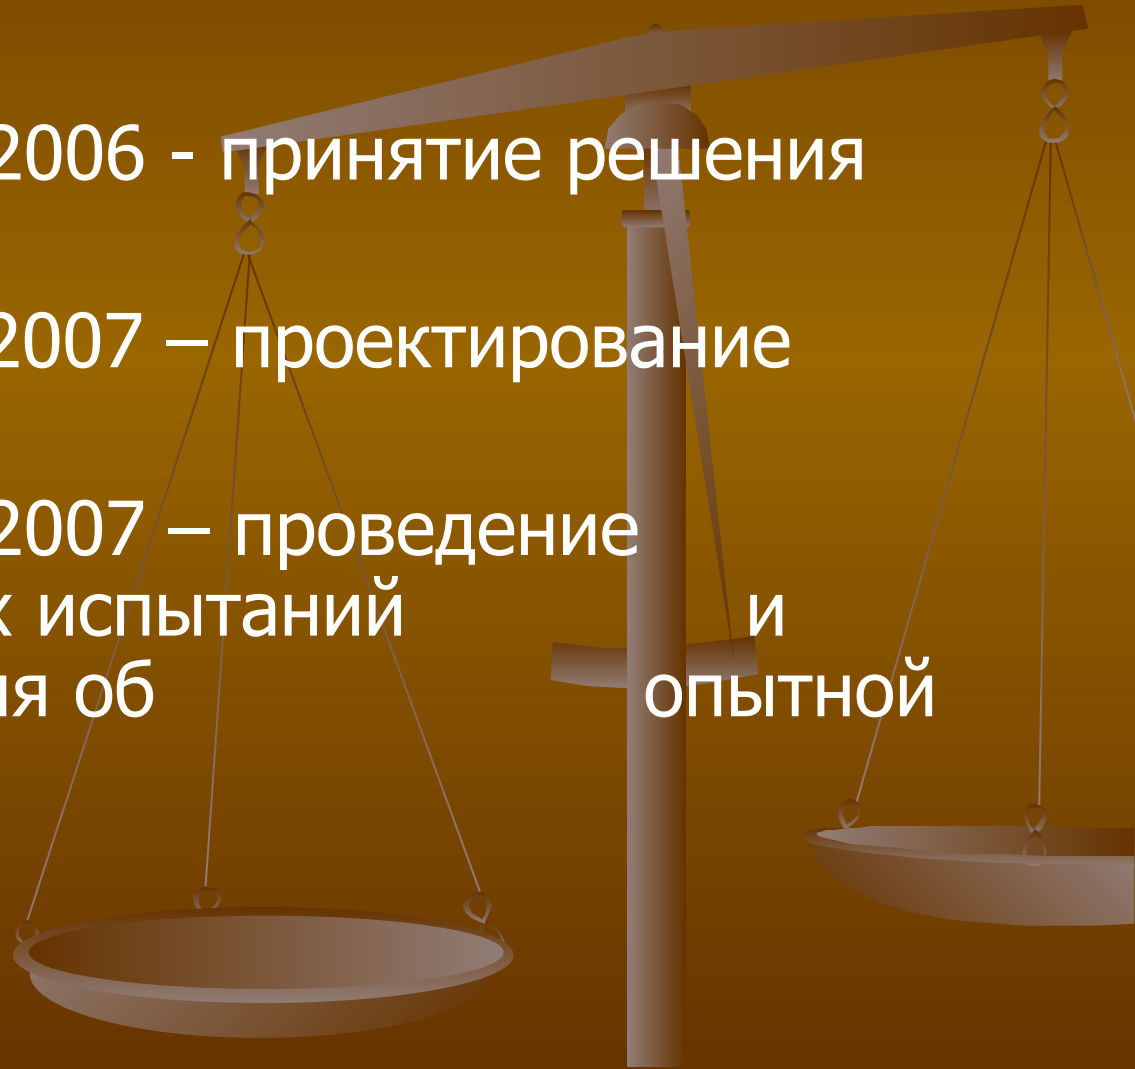 2006 - принятие решения
2007 – проектирование
2007 – проведение
х испытаний и
ия об опытной